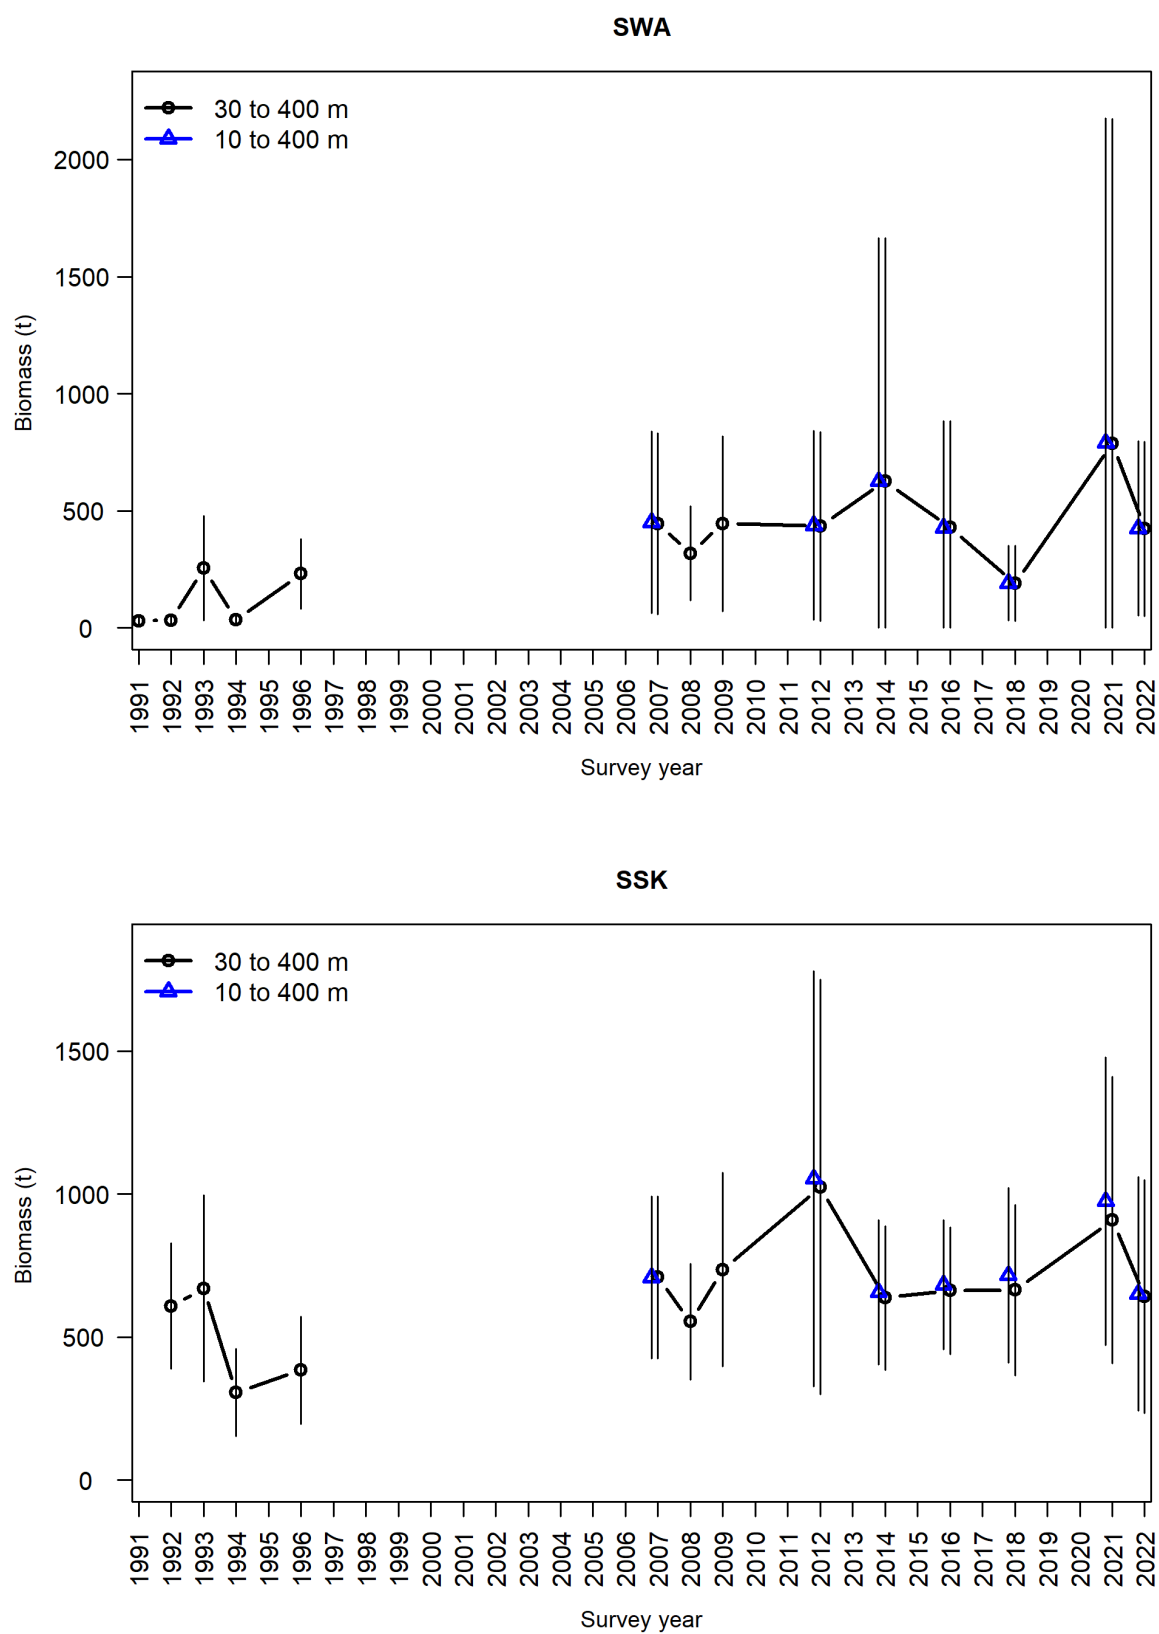 SWA
30 to 400 m
10 to 400 m
2000
1500
1000
500
0
Biomass (t)
1991 1992 1993 1994 1995 1996 1997 1998 1999 2000 2001 2002 2003 2004 2005 2006 2007 2008 2009 2010 2011 2012 2013 2014 2015 2016 2017 2018 2019 2020 2021 2022
Survey year
SSK
30 to 400 m
10 to 400 m
1500
1000
500
0
Biomass (t)
1991 1992 1993 1994 1995 1996 1997 1998 1999 2000 2001 2002 2003 2004 2005 2006 2007 2008 2009 2010 2011 2012 2013 2014 2015 2016 2017 2018 2019 2020 2021 2022
Survey year